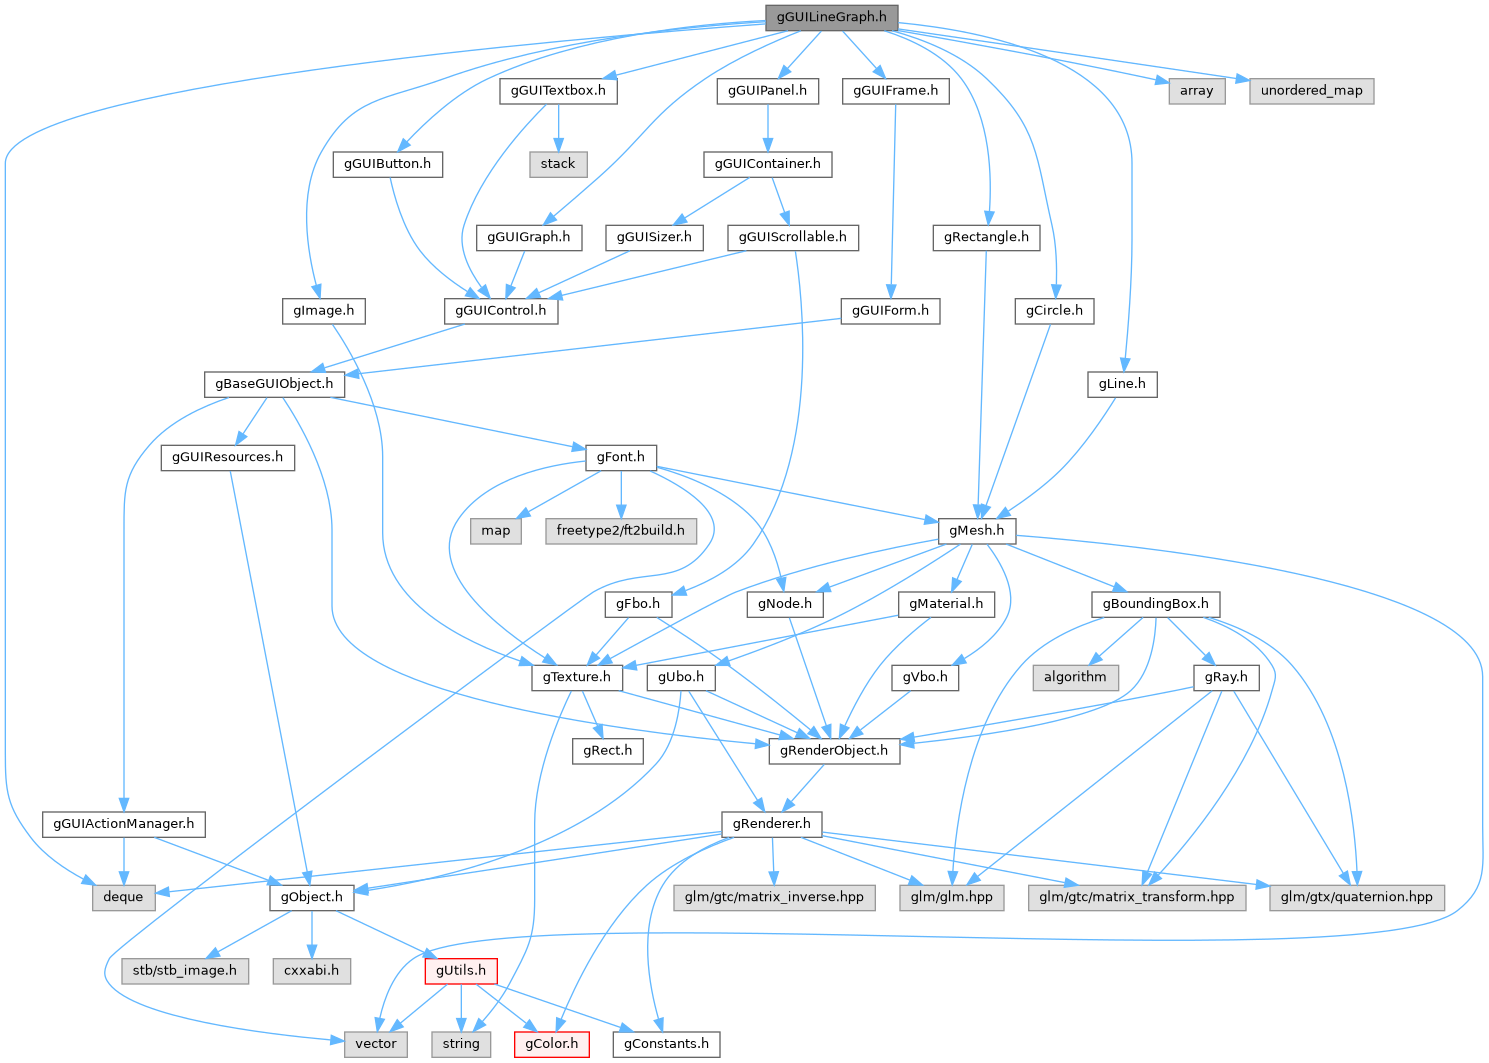 gGUILineGraph.h
gGUITextbox.h
gGUIPanel.h
gGUIFrame.h
array
unordered_map
gGUIButton.h
stack
gGUIContainer.h
gGUIGraph.h
gGUISizer.h
gGUIScrollable.h
gRectangle.h
gImage.h
gGUIControl.h
gGUIForm.h
gCircle.h
gBaseGUIObject.h
gLine.h
gGUIResources.h
gFont.h
map
freetype2/ft2build.h
gMesh.h
gFbo.h
gNode.h
gMaterial.h
gBoundingBox.h
gTexture.h
gUbo.h
gVbo.h
algorithm
gRay.h
gRect.h
gRenderObject.h
gGUIActionManager.h
gRenderer.h
deque
gObject.h
glm/gtc/matrix_inverse.hpp
glm/glm.hpp
glm/gtc/matrix_transform.hpp
glm/gtx/quaternion.hpp
stb/stb_image.h
cxxabi.h
gUtils.h
vector
string
gColor.h
gConstants.h